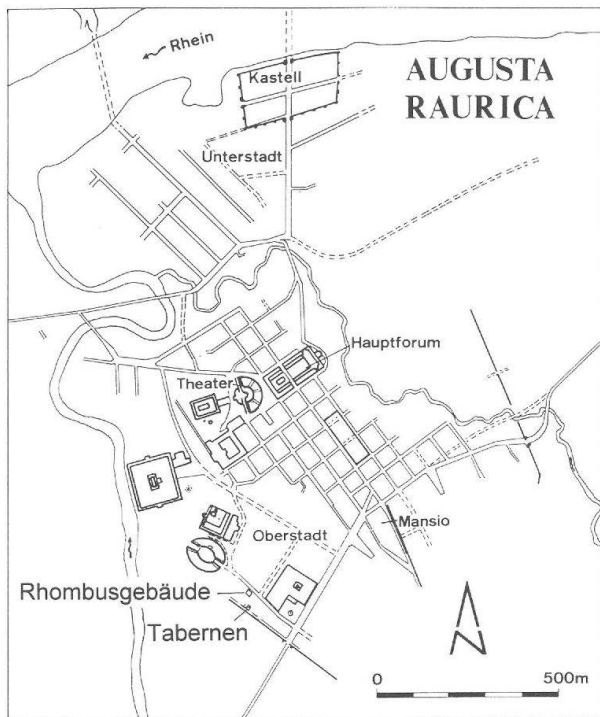 Rhein
Kastell
AUGUSTA
RAURICA
Unterstadt
Hauptforum
Theater
Oberstadt
Mansio
Rhombusgebäude
Tabernen
N
0 500m